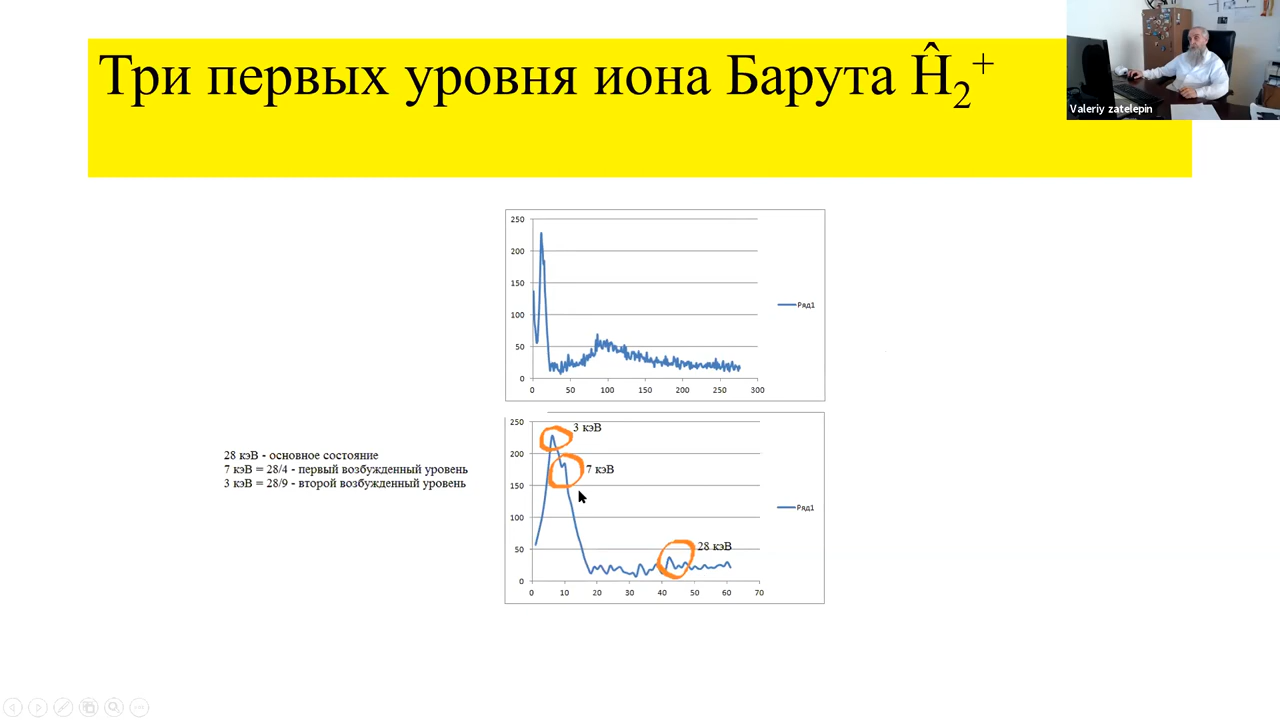 Три первых уровня иона Барута Ĥ₂⁺
Valeriy zatelepin
250
200
150
100
50
0
0 50 100 150 200 250 300
Ряд1
28 кэВ - основное состояние
7 кэВ = 28/4 - первый возбужденный уровень
3 кэВ = 28/9 - второй возбужденный уровень
250
200
150
100
50
0
0 10 20 30 40 50 60 70
3 кэВ
7 кэВ
28 кэВ
Ряд1